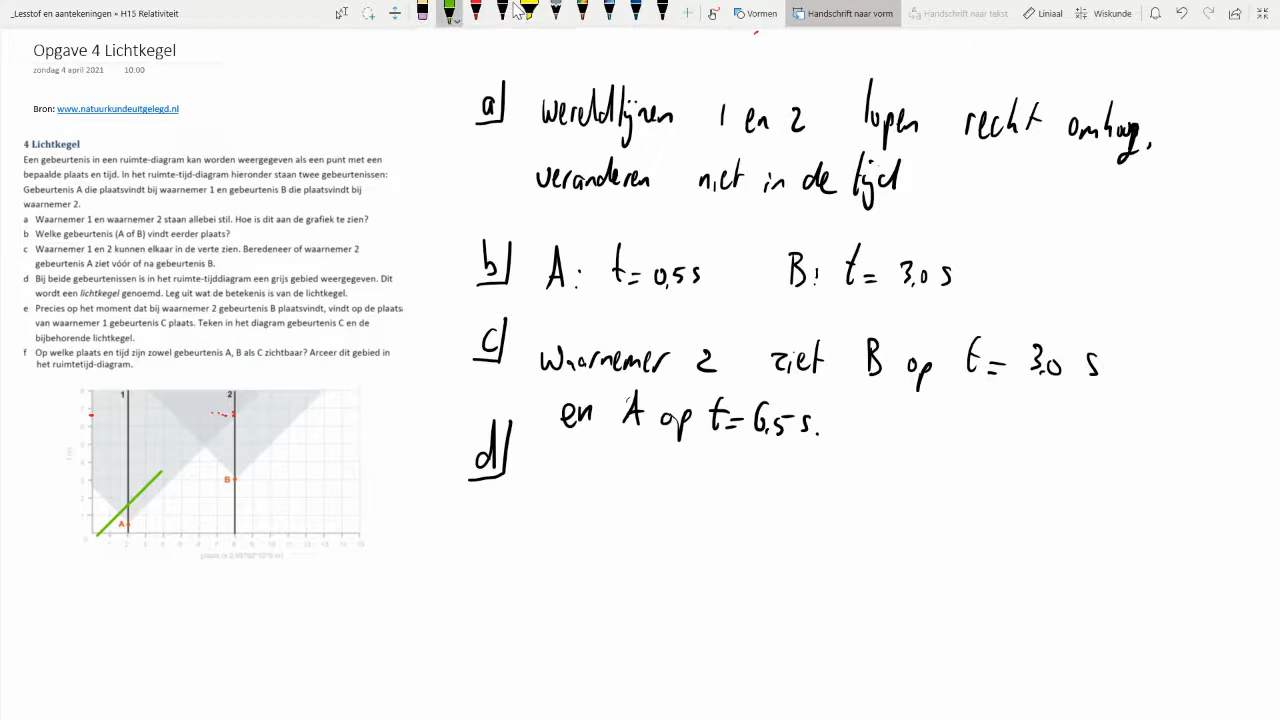 _Lesstof en aantekeningen » H15 Relativiteit
Vormen
Handschrift naar vorm
Handschrift naar tekst
Liniaal
Wiskunde
Opgave 4 Lichtkegel
zondag 4 april 2021 10:00
Bron: www.natuurkundeuitgelegd.nl
4 Lichtkegel
Een gebeurtenis in een ruimte-diagram kan worden weergegeven als een punt met een
bepaalde plaats en tijd. In het ruimte-tijd-diagram hieronder staan twee gebeurtenissen:
Gebeurtenis A die plaatsvindt bij waarnemer 1 en gebeurtenis B die plaatsvindt bij
waarnemer 2.
a Waarnemer 1 en waarnemer 2 staan allebei stil. Hoe is dit aan de grafiek te zien?
b Welke gebeurtenis (A of B) vindt eerder plaats?
c Waarnemer 1 en 2 kunnen elkaar in de verte zien. Beredeneer of waarnemer 2
gebeurtenis A ziet vóór of na gebeurtenis B.
d Bij beide gebeurtenissen is in het ruimte-tijddiagram een grijs gebied weergegeven. Dit
wordt een lichtkegel genoemd. Leg uit wat de betekenis is van de lichtkegel.
e Precies op het moment dat bij waarnemer 2 gebeurtenis B plaatsvindt, vindt op de plaats
van waarnemer 1 gebeurtenis C plaats. Teken in het diagram gebeurtenis C en de
bijbehorende lichtkegel.
f Op welke plaats en tijd zijn zowel gebeurtenis A, B als C zichtbaar? Arceer dit gebied in
het ruimtetijd-diagram.
1 2
B
A
a) wereldlijnen 1 en 2 lopen recht omhoog,
veranderen niet in de tijd
b) A: t= 0,5 s B: t= 3,0 s
c) Waarnemer 2 ziet B op t= 3,0 s
en A op t= 6,5 s.
d)